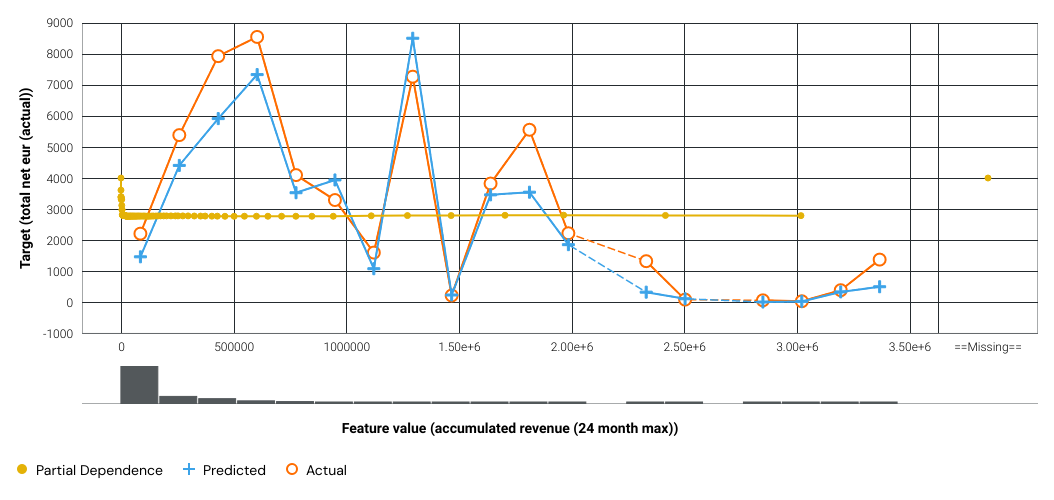 9000
8000
7000
6000
5000
4000
3000
2000
1000
0
-1000
Target (total net eur (actual))
0 500000 1000000 1.50e+6 2.00e+6 2.50e+6 3.00e+6 3.50e+6 ==Missing==
Feature value (accumulated revenue (24 month max))
Partial Dependence Predicted Actual